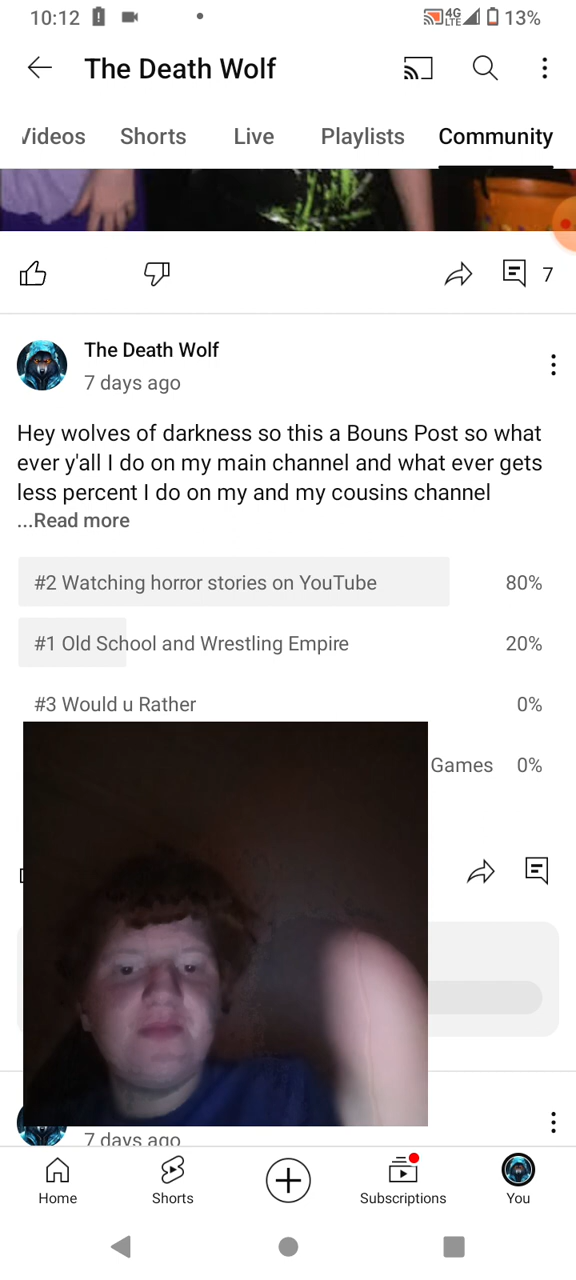 10:12 4G LTE 13%
The Death Wolf
Videos Shorts Live Playlists Community
7
The Death Wolf
7 days ago
Hey wolves of darkness so this a Bouns Post so what
ever y'all I do on my main channel and what ever gets
less percent I do on my and my cousins channel
...Read more
#2 Watching horror stories on YouTube 80%
#1 Old School and Wrestling Empire 20%
#3 Would u Rather 0%
Games 0%
7 days ago
Home Shorts Subscriptions You